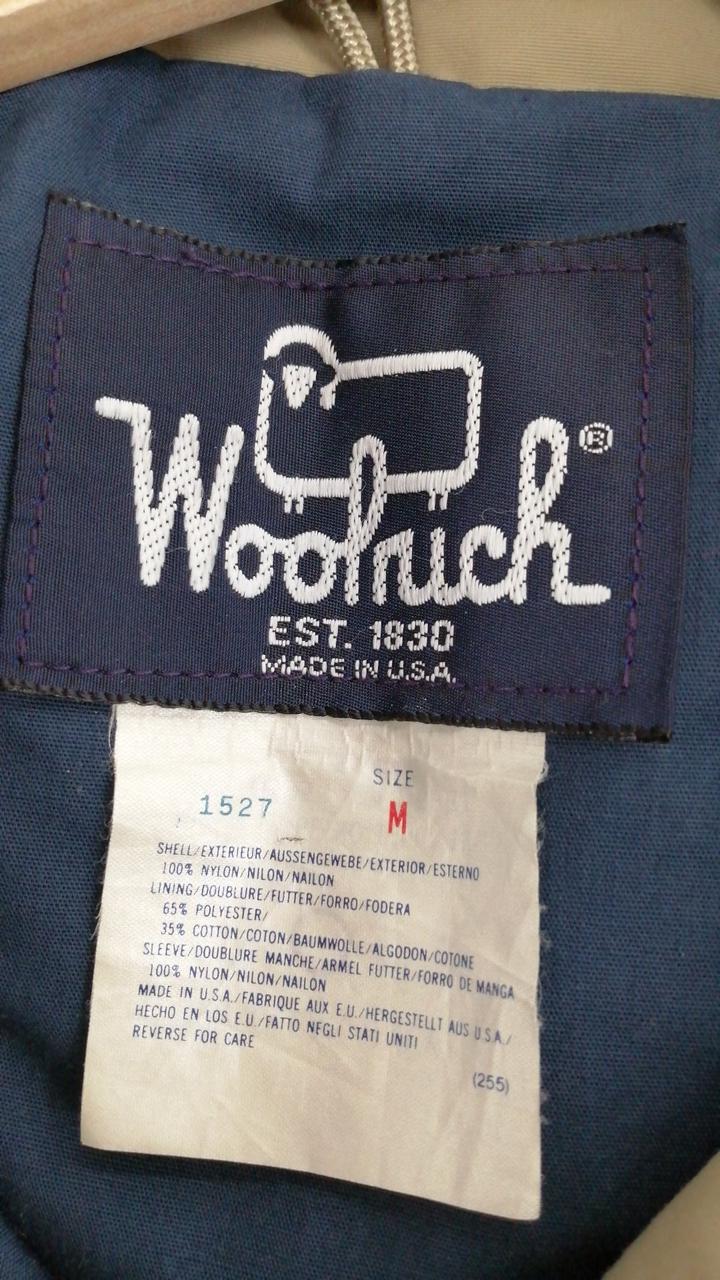 Woolrich®
EST. 1830
MADE IN U.S.A.
SIZE
1527 M
SHELL/EXTERIEUR/AUSSENGEWEBE/EXTERIOR/ESTERNO
100% NYLON/NILON/NAILON
LINING/DOUBLURE/FUTTER/FORRO/FODERA
65% POLYESTER/
35% COTTON/COTON/BAUMWOLLE/ALGODON/COTONE
SLEEVE/DOUBLURE MANCHE/ARMEL FUTTER/FORRO DE MANGA
100% NYLON/NILON/NAILON
MADE IN U.S.A./FABRIQUE AUX E.U./HERGESTELLT AUS U.S.A./
HECHO EN LOS E.U./FATTO NEGLI STATI UNITI
REVERSE FOR CARE
(255)